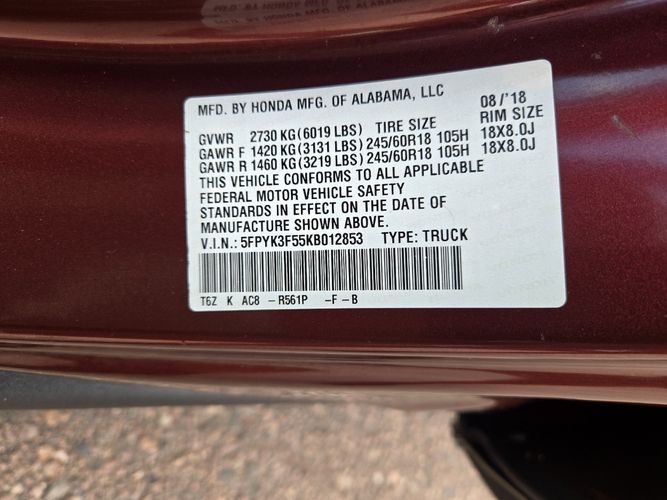 MFD. BY HONDA MFG. OF ALABAMA, LLC 08/'18
GVWR 2730 KG(6019 LBS) TIRE SIZE RIM SIZE
GAWR F 1420 KG(3131 LBS) 245/60R18 105H 18X8.0J
GAWR R 1460 KG(3219 LBS) 245/60R18 105H 18X8.0J
THIS VEHICLE CONFORMS TO ALL APPLICABLE
FEDERAL MOTOR VEHICLE SAFETY
STANDARDS IN EFFECT ON THE DATE OF
MANUFACTURE SHOWN ABOVE.
V.I.N.: 5FPYK3F55KB012853 TYPE: TRUCK
T6Z K AC8 -R561P -F-B